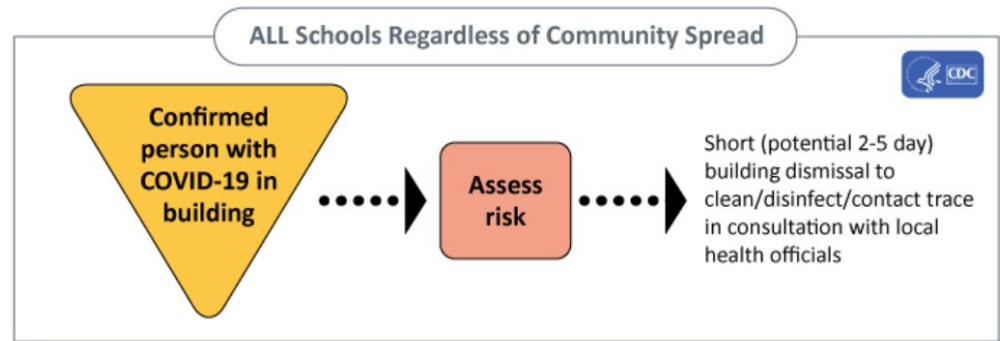 ALL Schools Regardless of Community Spread
CDC
Confirmed
person with
COVID-19 in
building
Assess
risk
Short (potential 2-5 day)
building dismissal to
clean/disinfect/contact trace
in consultation with local
health officials